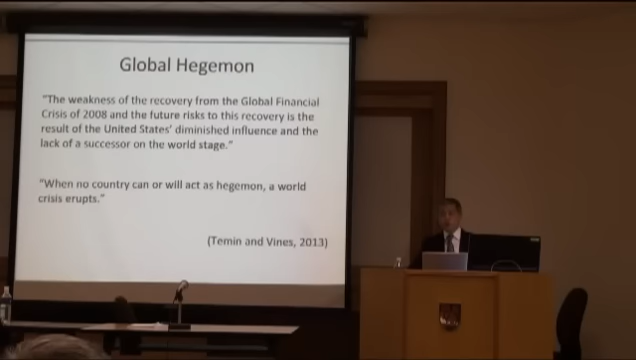 Global Hegemon
"The weakness of the recovery from the Global Financial
Crisis of 2008 and the future risks to this recovery is the
result of the United States' diminished influence and the
lack of a successor on the world stage."
"When no country can or will act as hegemon, a world
crisis erupts."
(Temin and Vines, 2013)